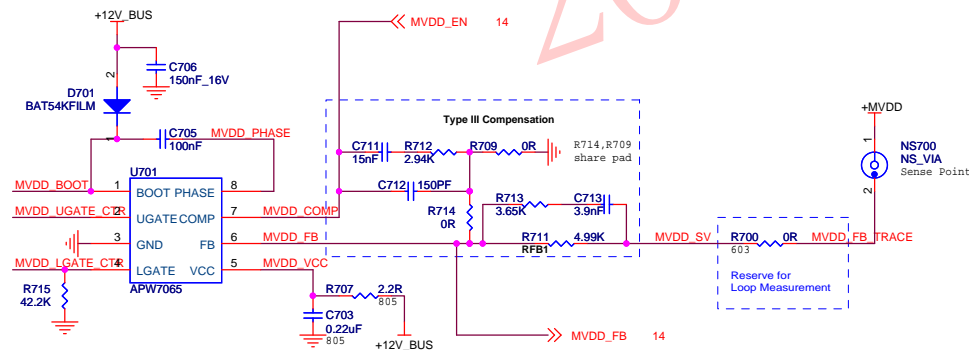 +12V_BUS
MVDD_EN 14
C706
150nF_16V
2
D701
BAT54KFILM
1
C705
100nF
MVDD_PHASE
+MVDD
1
NS700
NS_VIA
Sense Point
2
Type III Compensation
C711
15nF
R712
2.94K
R709
0R
R714,R709
share pad
C712
150PF
R714
0R
R713
3.65K
C713
3.9nF
R711
4.99K
RFB1
U701
MVDD_BOOT
1
BOOT
PHASE
8
MVDD_UGATE_CTR
2
UGATE
COMP
7
MVDD_COMP
3
GND
FB
6
MVDD_FB
MVDD_LGATE_CTR
4
LGATE
VCC
5
MVDD_VCC
APW7065
MVDD_SV
R700
0R
603
MVDD_FB_TRACE
Reserve for
Loop Measurement
R715
42.2K
R707
2.2R
805
C703
0.22uF
805
+12V_BUS
MVDD_FB 14